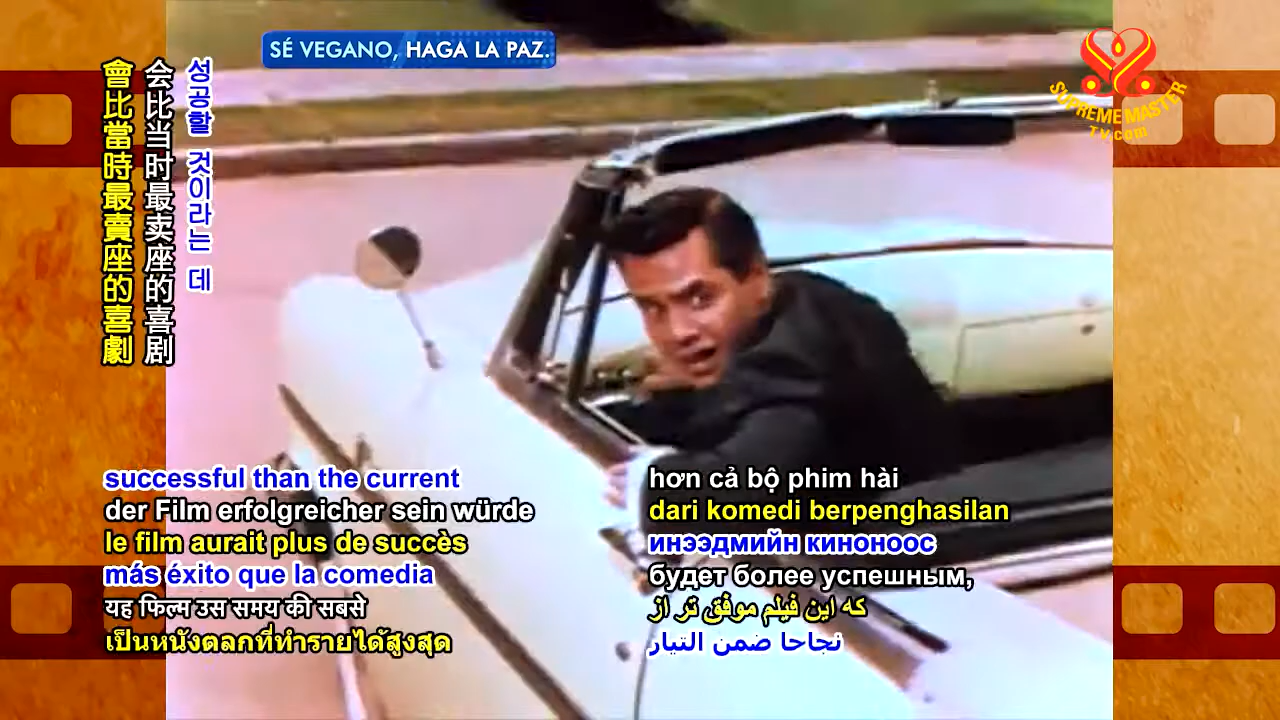 SÉ VEGANO, HAGA LA PAZ.
SUPREME MASTER
TV.com
성공할 것이라는 데
会比当时最卖座的喜剧
會比當時最賣座的喜劇
successful than the current
der Film erfolgreicher sein würde
le film aurait plus de succès
más éxito que la comedia
यह फिल्म उस समय की सबसे
เป็นหนังตลกที่ทำรายได้สูงสุด
hơn cả bộ phim hài
dari komedi berpenghasilan
инээдмийн киноноос
будет более успешным,
که این فیلم موفق تر از
نجاحا ضمن التيار